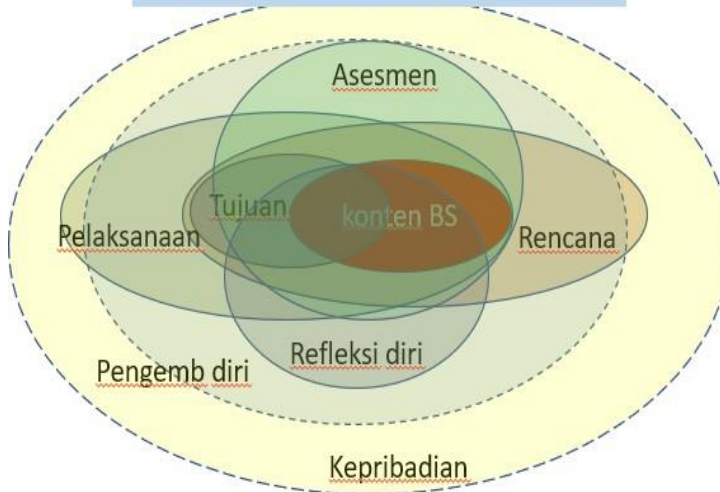 Asesmen
Tujuan
konten BS
Pelaksanaan
Rencana
Refleksi diri
Pengemb diri
Kepribadian